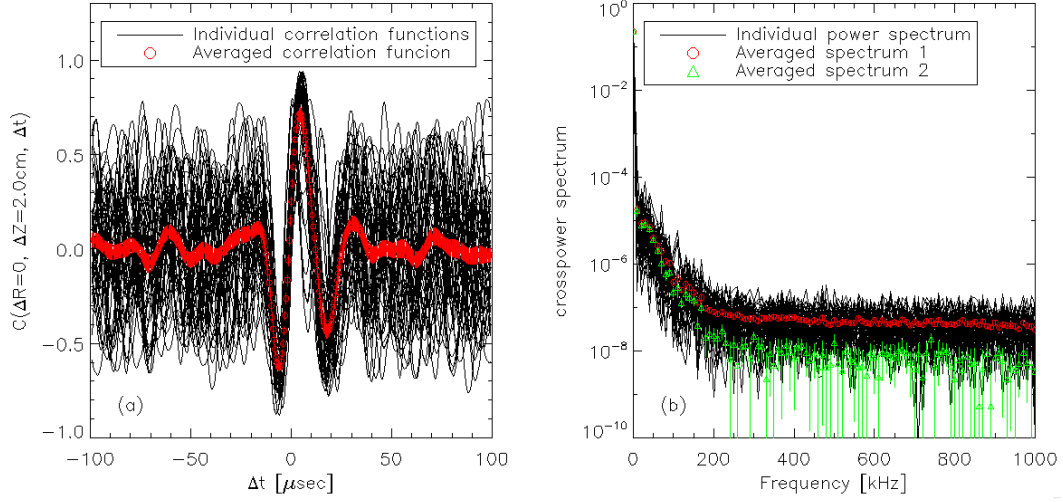 Individual correlation functions
Averaged correlation funcion
1.0
0.5
0.0
−0.5
−1.0
C(ΔR=0, ΔZ=2.0cm, Δt)
(a)
−100
−50
0
50
100
Δt [μsec]
Individual power spectrum
Averaged spectrum 1
Averaged spectrum 2
10^0
10^−2
10^−4
10^−6
10^−8
10^−10
crosspower spectrum
(b)
0
200
400
600
800
1000
Frequency [kHz]